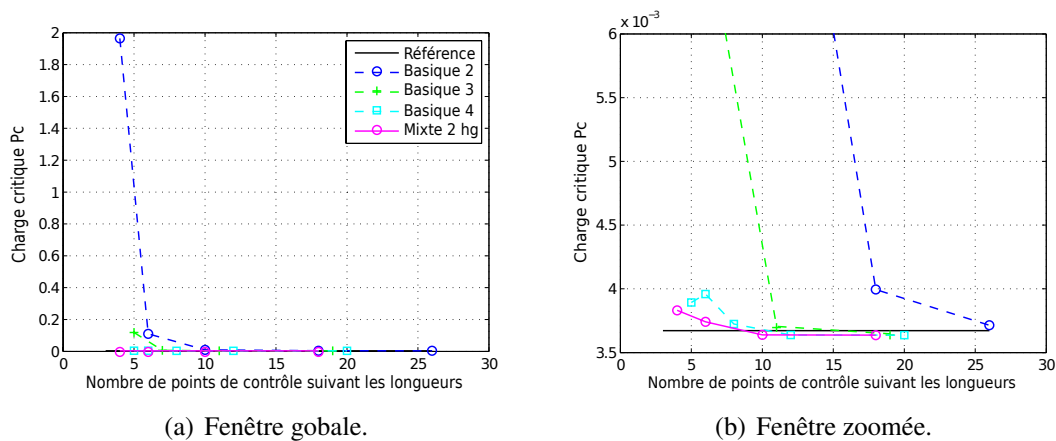 2
1.8
1.6
1.4
1.2
1
0.8
0.6
0.4
0.2
0
Charge critique Pc
0 5 10 15 20 25 30
Nombre de points de contrôle suivant les longueurs
Référence
Basique 2
Basique 3
Basique 4
Mixte 2 hg
(a) Fenêtre gobale.
x 10⁻³
6
5.5
5
4.5
4
3.5
Charge critique Pc
0 5 10 15 20 25 30
Nombre de points de contrôle suivant les longueurs
(b) Fenêtre zoomée.